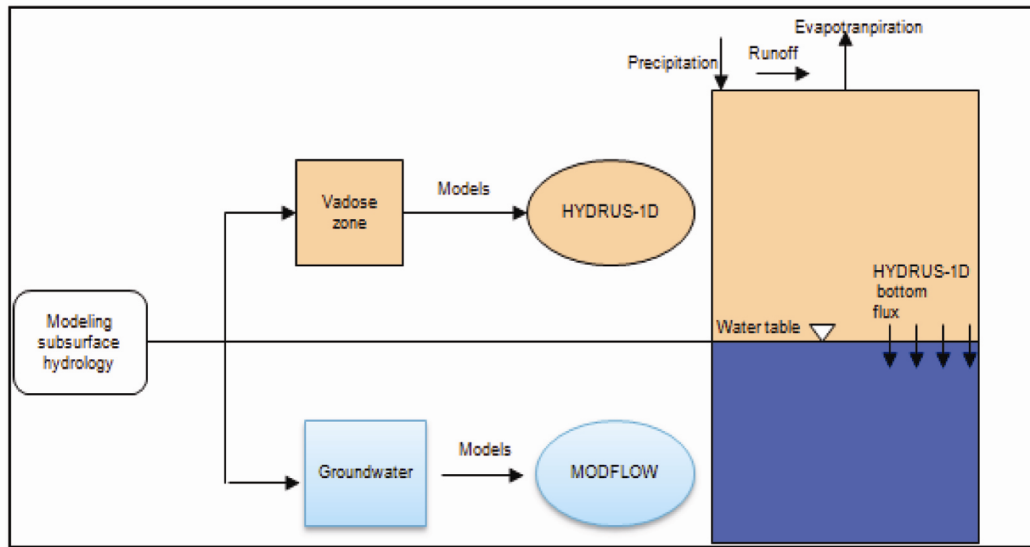 Evapotranpiration
Precipitation
Runoff
Vadose
zone
Models
HYDRUS-1D
HYDRUS-1D
bottom
flux
Water table
Modeling
subsurface
hydrology
Groundwater
Models
MODFLOW